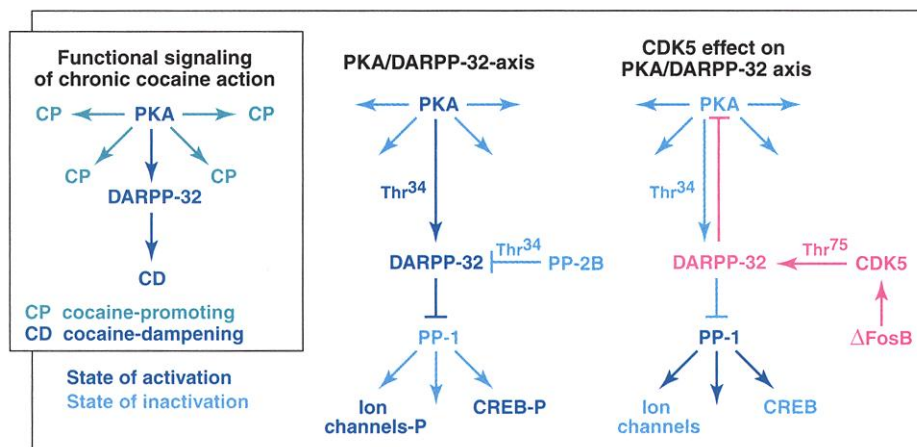 Functional signaling
of chronic cocaine action
CP PKA CP
CP CP
DARPP-32
CD
CP cocaine-promoting
CD cocaine-dampening
State of activation
State of inactivation
PKA/DARPP-32-axis
PKA
Thr34
DARPP-32 Thr34 PP-2B
PP-1
Ion
channels-P
CREB-P
CDK5 effect on
PKA/DARPP-32 axis
PKA
Thr34
DARPP-32 Thr75 CDK5
ΔFosB
PP-1
Ion
channels
CREB